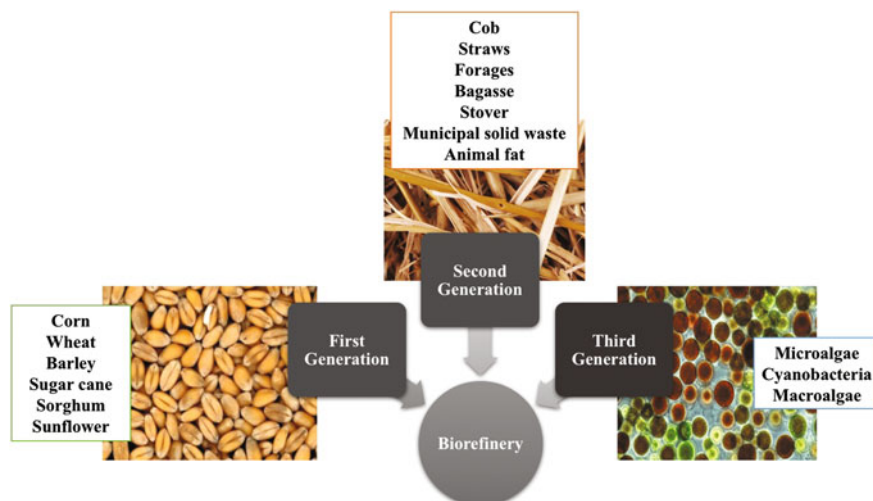 Cob
Straws
Forages
Bagasse
Stover
Municipal solid waste
Animal fat
Second
Generation
Corn
Wheat
Barley
Sugar cane
Sorghum
Sunflower
First
Generation
Third
Generation
Microalgae
Cyanobacteria
Macroalgae
Biorefinery